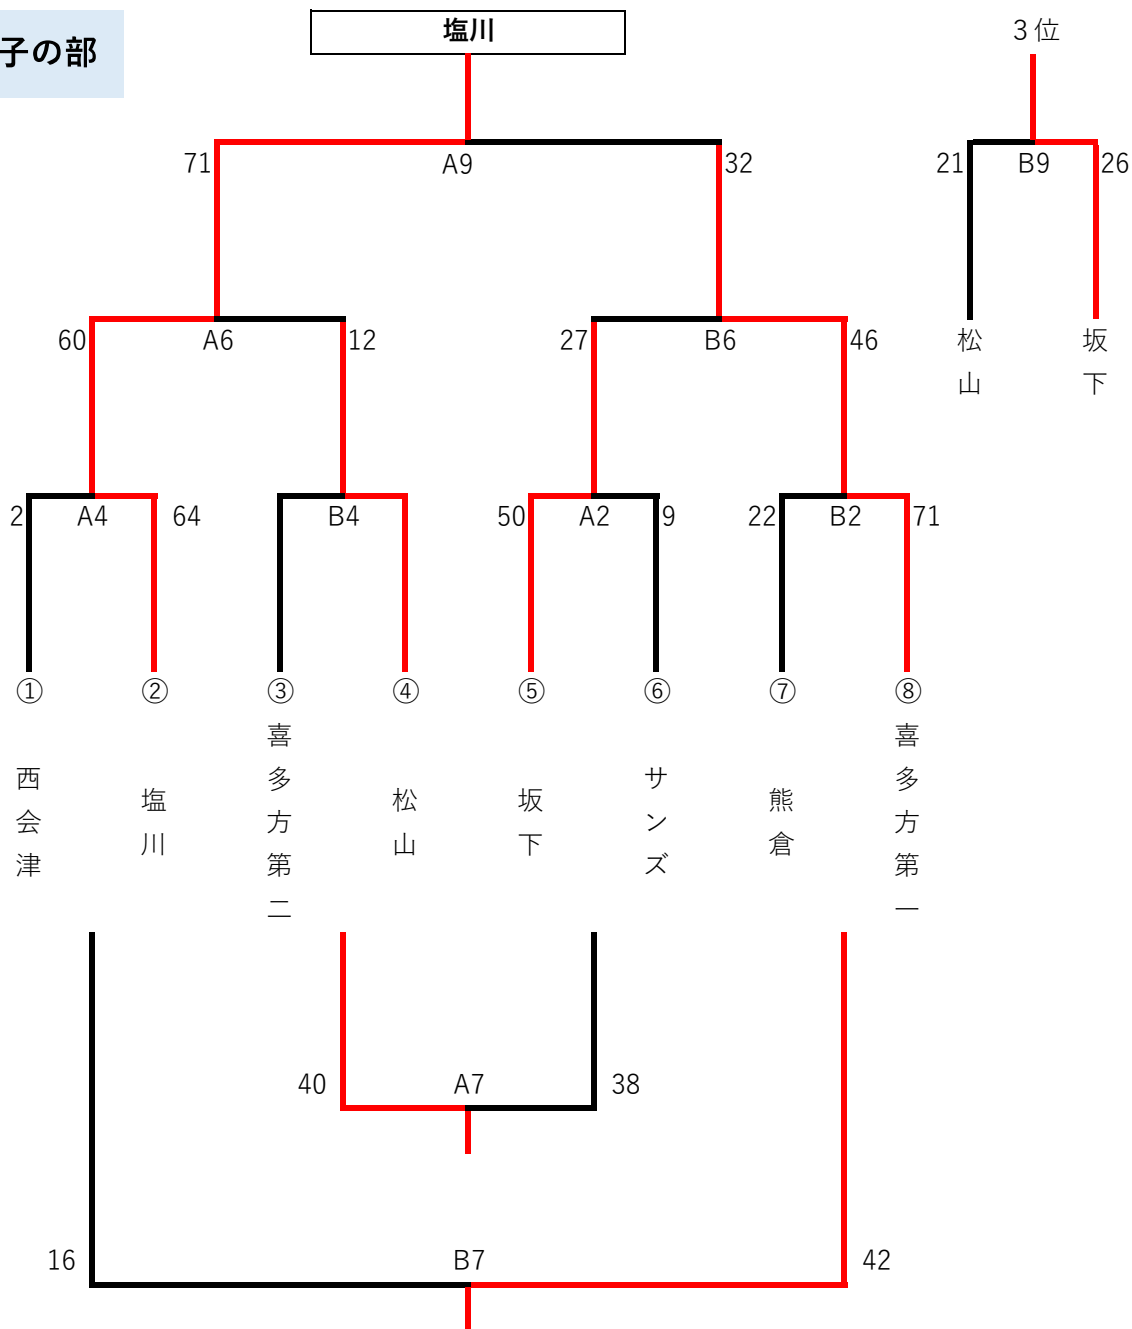 子の部
塩川
３位
71 A9 32
21 B9 26
60 A6 12
27 B6 46
松山
坂下
2 A4 64
B4
50 A2 9
22 B2 71
① 西会津
② 塩川
③ 喜多方第二
④ 松山
⑤ 坂下
⑥ サンズ
⑦ 熊倉
⑧ 喜多方第一
40 A7 38
16 B7 42